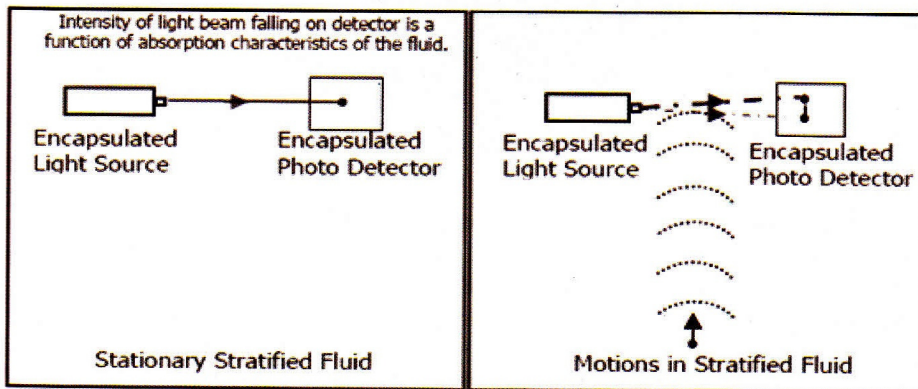 Intensity of light beam falling on detector is a
function of absorption characteristics of the fluid.
Encapsulated
Light Source
Encapsulated
Photo Detector
Stationary Stratified Fluid
Encapsulated
Light Source
Encapsulated
Photo Detector
Motions in Stratified Fluid